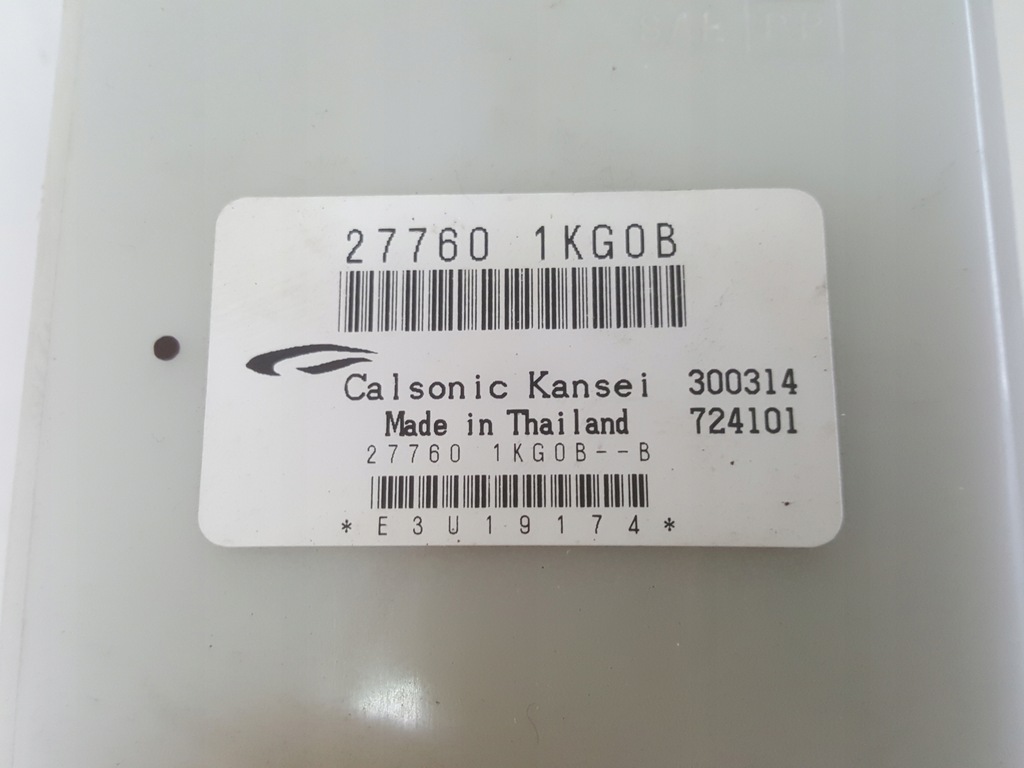 27760 1KG0B
Calsonic Kansei 300314
Made in Thailand 724101
27760 1KG0B--B
*E3U19174*